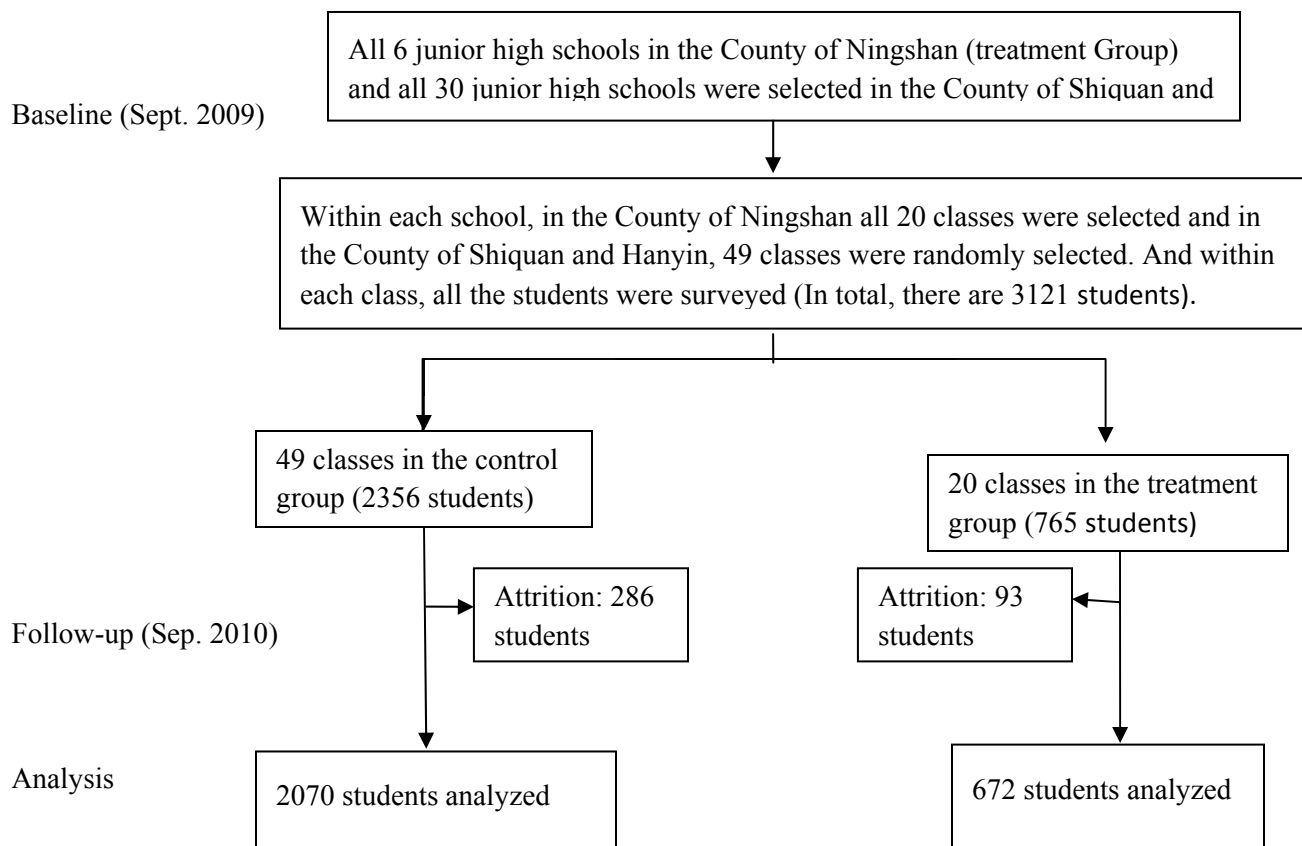 All 6 junior high schools in the County of Ningshan (treatment Group)
and all 30 junior high schools were selected in the County of Shiquan and
Baseline (Sept. 2009)
Within each school, in the County of Ningshan all 20 classes were selected and in
the County of Shiquan and Hanyin, 49 classes were randomly selected. And within
each class, all the students were surveyed (In total, there are 3121 students).
49 classes in the control
group (2356 students)
20 classes in the treatment
group (765 students)
Attrition: 286
students
Attrition: 93
students
Follow-up (Sep. 2010)
Analysis
2070 students analyzed
672 students analyzed